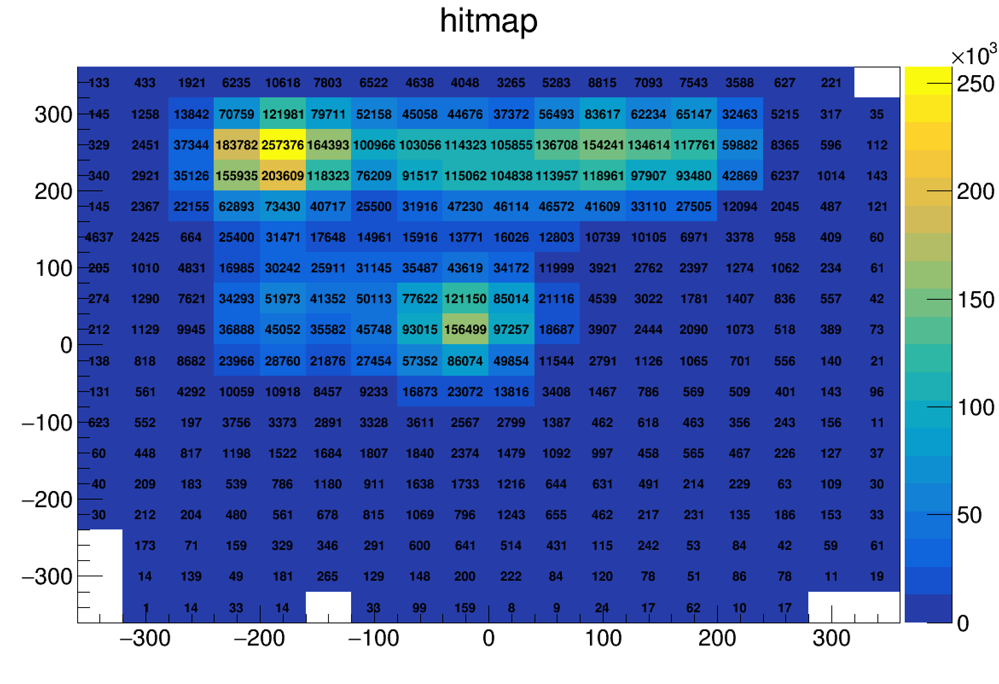 hitmap
×10³
133 433 1921 6235 10618 7803 6522 4638 4048 3265 5283 8815 7093 7543 3588 627 221 250
300 145 1258 13842 70759 121981 79711 52158 45058 44676 37372 56493 83617 62234 65147 32463 5215 317 35
329 2451 37344 183782 257376 164393 100966 103056 114323 105855 136708 154241 134614 117761 59882 8365 596 112
340 2921 35126 155935 203609 118323 76209 91517 115062 104838 113957 118961 97907 93480 42869 6237 1014 143
200 200
145 2367 22155 62893 73430 40717 25500 31916 47230 46114 46572 41609 33110 27505 12094 2045 487 121
4637 2425 664 25400 31471 17648 14961 15916 13771 16026 12803 10739 10105 6971 3378 958 409 60
100 205 1010 4831 16985 30242 25911 31145 35487 43619 34172 11999 3921 2762 2397 1274 1062 234 61
274 1290 7621 34293 51973 41352 50113 77622 121150 85014 21116 4539 3022 1781 1407 836 557 42 150
212 1129 9945 36888 45052 35582 45748 93015 156499 97257 18687 3907 2444 2090 1073 518 389 73
0
138 818 8682 23966 28760 21876 27454 57352 86074 49854 11544 2791 1126 1065 701 556 140 21
131 561 4292 10059 10918 8457 9233 16873 23072 13816 3408 1467 786 569 509 401 143 96
100
−100 623 552 197 3756 3373 2891 3328 3611 2567 2799 1387 462 618 463 356 243 156 11
60 448 817 1198 1522 1684 1807 1840 2374 1479 1092 997 458 565 467 226 127 37
40 209 183 539 786 1180 911 1638 1733 1216 644 631 491 214 229 63 109 30
−200
30 212 204 480 561 678 815 1069 796 1243 655 462 217 231 135 186 153 33 50
173 71 159 329 346 291 600 641 514 431 115 242 53 84 42 59 61
−300 14 139 49 181 265 129 148 200 222 84 120 78 51 86 78 11 19
1 14 33 14 33 99 159 8 9 24 17 62 10 17
0
−300 −200 −100 0 100 200 300